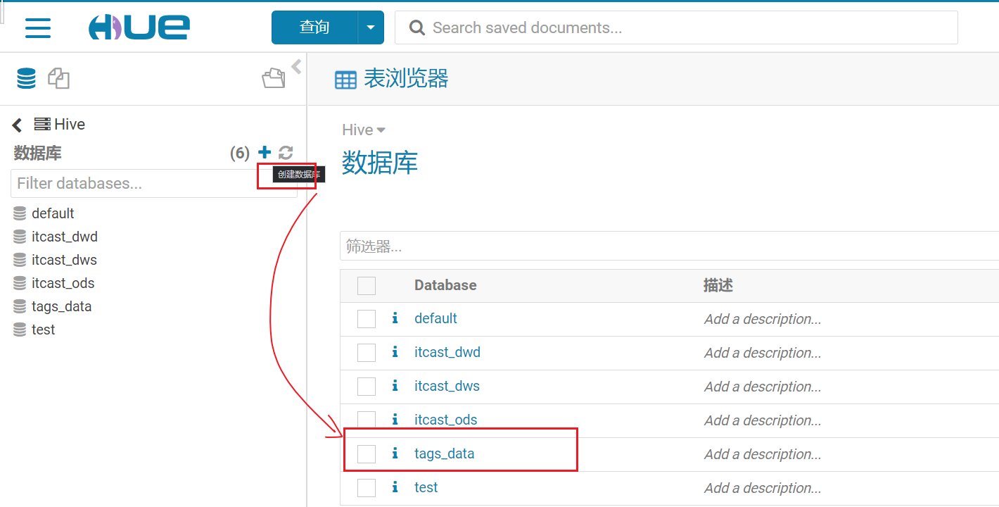 HUE
查询
Search saved documents...
表浏览器
Hive
数据库 (6)
创建数据库
Filter databases...
default
itcast_dwd
itcast_dws
itcast_ods
tags_data
test
Hive
数据库
筛选器...
Database 描述
default Add a description...
itcast_dwd Add a description...
itcast_dws Add a description...
itcast_ods Add a description...
tags_data Add a description...
test Add a description...